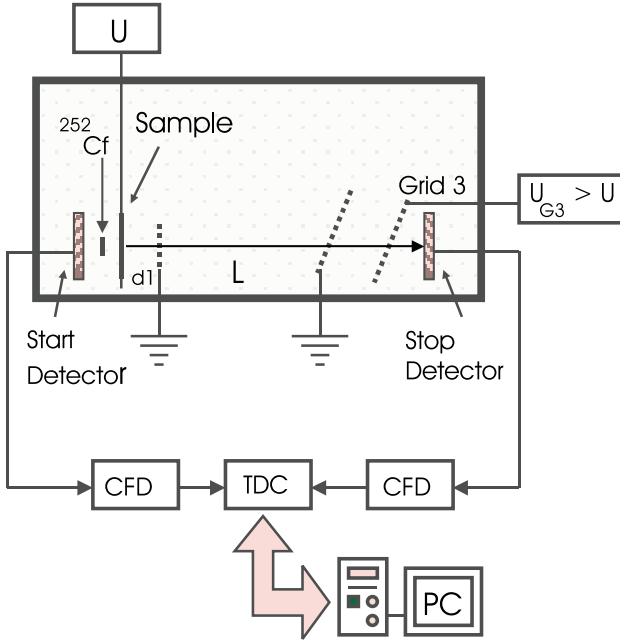 U
252
Cf
Sample
Grid 3
U G3 > U
d1
L
Start
Detector
Stop
Detector
CFD
TDC
CFD
PC